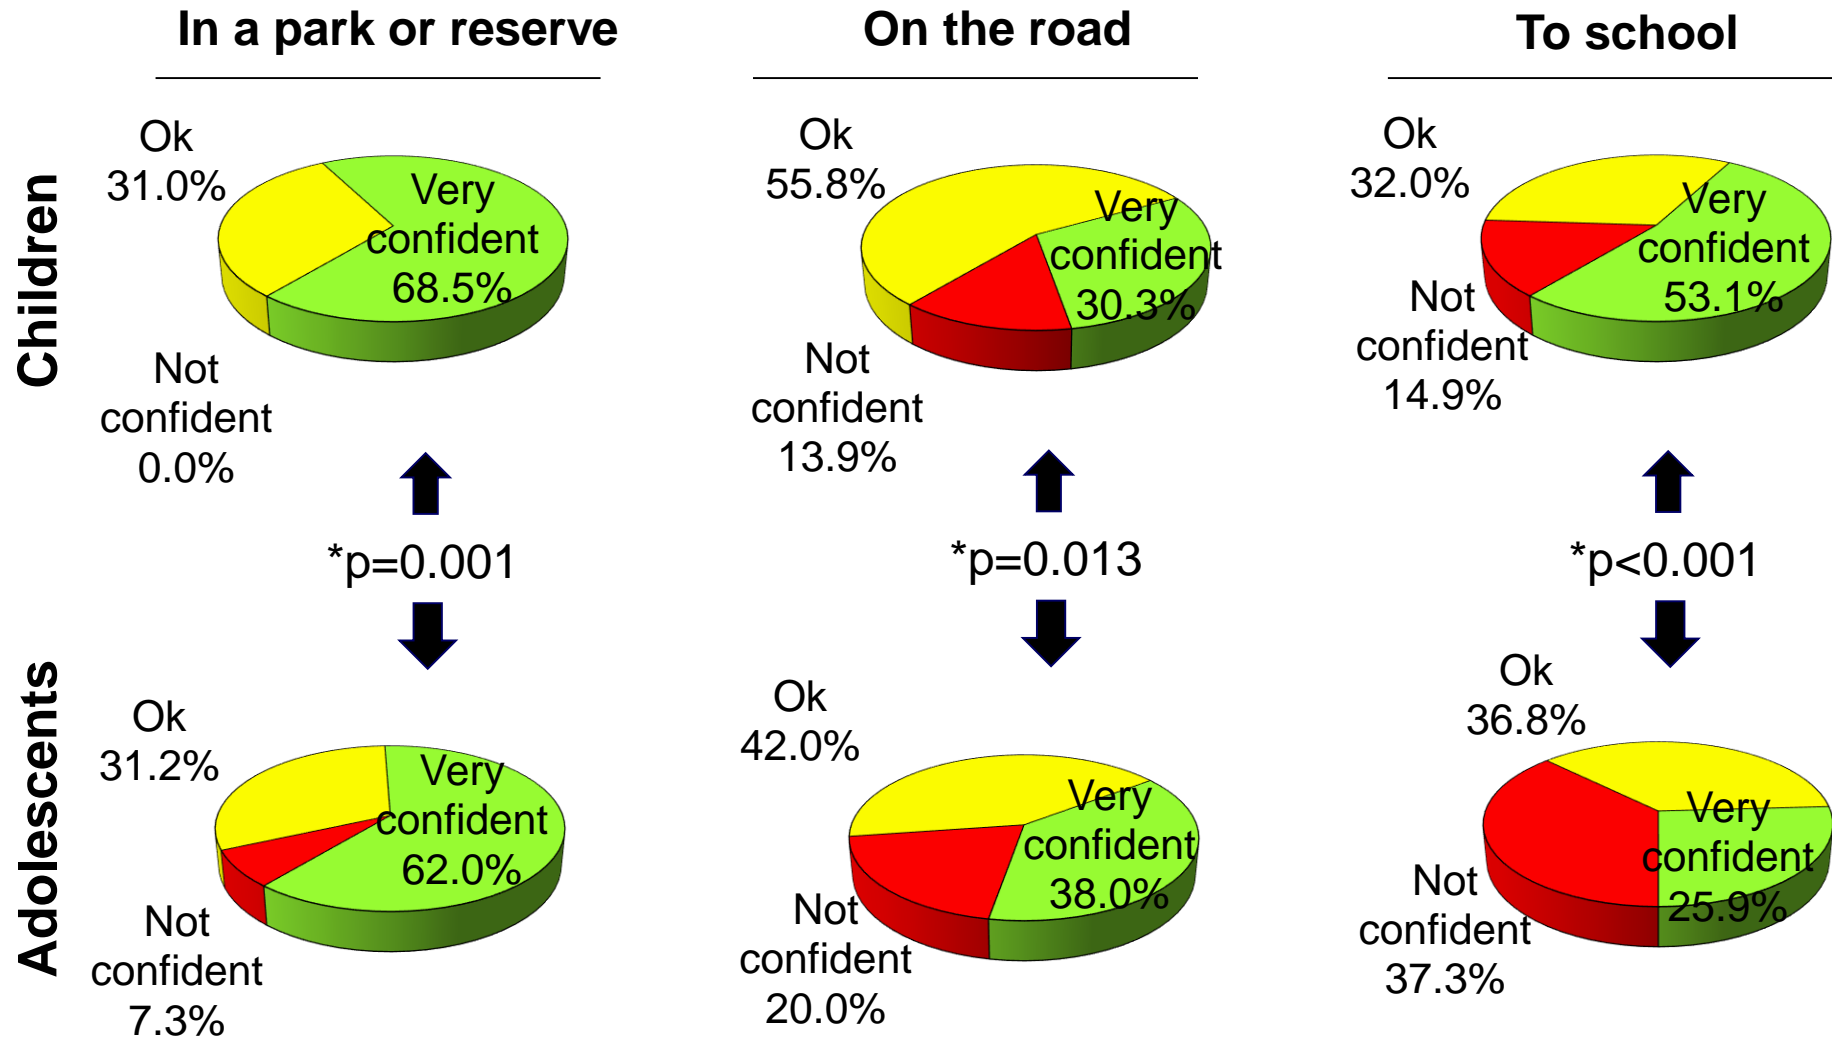 In a park or reserve
On the road
To school
Children
Ok
31.0%
Very
confident
68.5%
Not
confident
0.0%
Ok
55.8%
Very
confident
30.3%
Not
confident
13.9%
Ok
32.0%
Very
confident
53.1%
Not
confident
14.9%
*p=0.001
*p=0.013
*p<0.001
Adolescents
Ok
31.2%
Very
confident
62.0%
Not
confident
7.3%
Ok
42.0%
Very
confident
38.0%
Not
confident
20.0%
Ok
36.8%
Very
confident
25.9%
Not
confident
37.3%